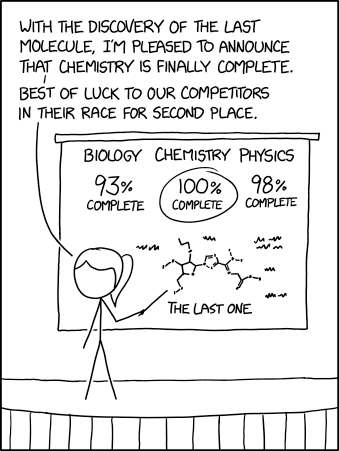 WITH THE DISCOVERY OF THE LAST
MOLECULE, I'M PLEASED TO ANNOUNCE
THAT CHEMISTRY IS FINALLY COMPLETE.
BEST OF LUCK TO OUR COMPETITORS
IN THEIR RACE FOR SECOND PLACE.
BIOLOGY CHEMISTRY PHYSICS
93% 100% 98%
COMPLETE COMPLETE COMPLETE
THE LAST ONE